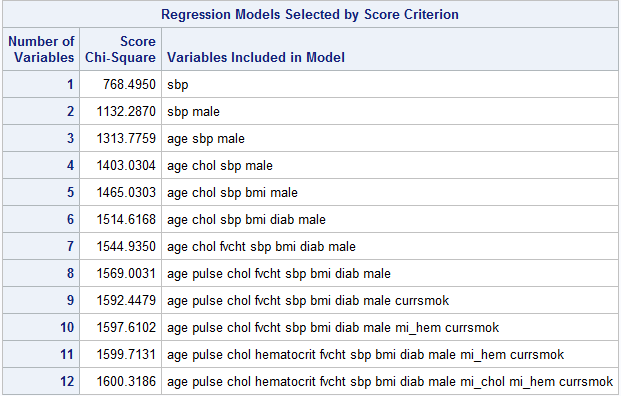 Regression Models Selected by Score Criterion
Number of Variables Score Chi-Square Variables Included in Model
1 768.4950 sbp
2 1132.2870 sbp male
3 1313.7759 age sbp male
4 1403.0304 age chol sbp male
5 1465.0303 age chol sbp bmi male
6 1514.6168 age chol sbp bmi diab male
7 1544.9350 age chol fvcht sbp bmi diab male
8 1569.0031 age pulse chol fvcht sbp bmi diab male
9 1592.4479 age pulse chol fvcht sbp bmi diab male currsmok
10 1597.6102 age pulse chol fvcht sbp bmi diab male mi_hem currsmok
11 1599.7131 age pulse chol hematocrit fvcht sbp bmi diab male mi_hem currsmok
12 1600.3186 age pulse chol hematocrit fvcht sbp bmi diab male mi_chol mi_hem currsmok